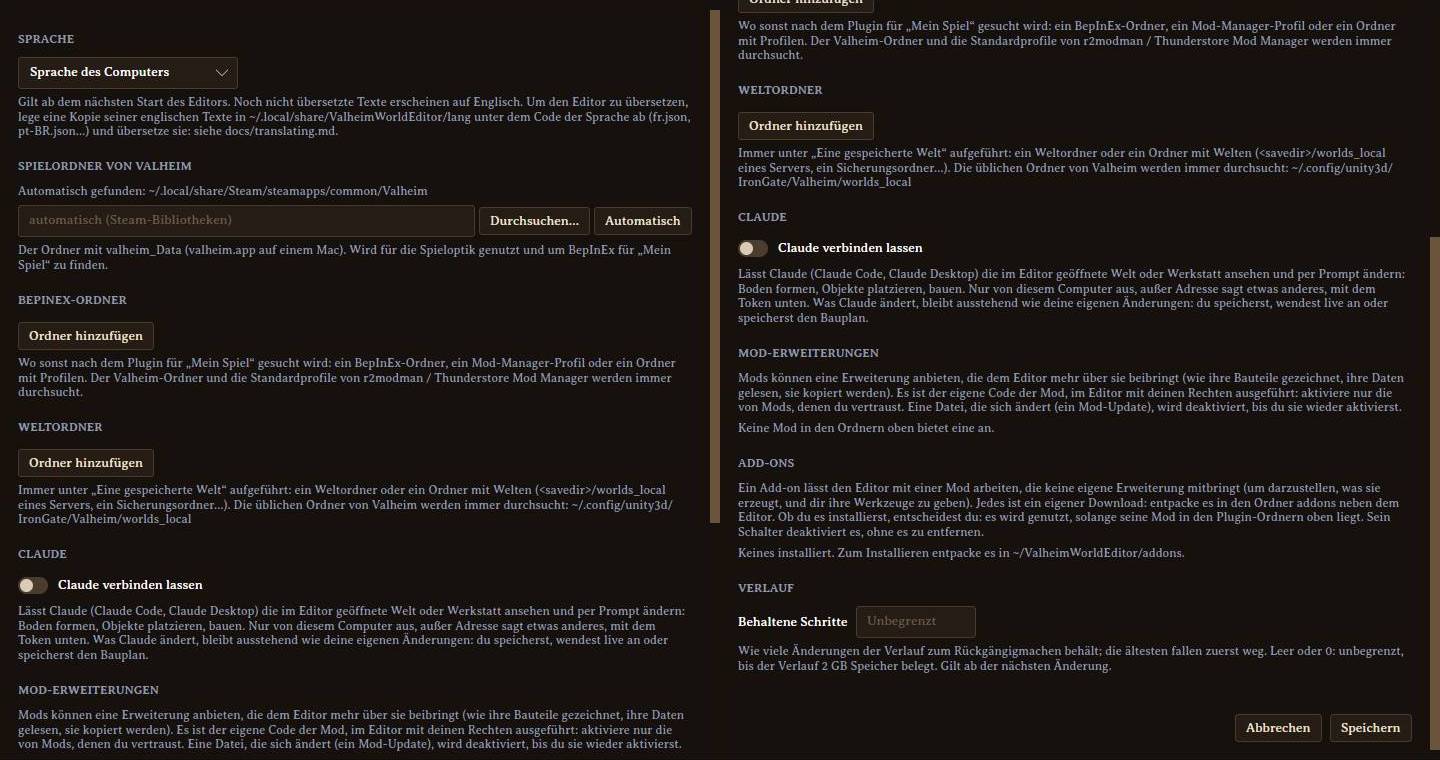 SPRACHE
Sprache des Computers
Gilt ab dem nächsten Start des Editors. Noch nicht übersetzte Texte erscheinen auf Englisch. Um den Editor zu übersetzen,
lege eine Kopie seiner englischen Texte in ~/.local/share/ValheimWorldEditor/lang unter dem Code der Sprache ab (fr.json,
pt-BR.json...) und übersetze sie: siehe docs/translating.md.
SPIELORDNER VON VALHEIM
Automatisch gefunden: ~/.local/share/Steam/steamapps/common/Valheim
automatisch (Steam-Bibliotheken)
Durchsuchen...
Automatisch
Der Ordner mit valheim_Data (valheim.app auf einem Mac). Wird für die Spieloptik genutzt und um BepInEx für „Mein
Spiel“ zu finden.
BEPINEX-ORDNER
Ordner hinzufügen
Wo sonst nach dem Plugin für „Mein Spiel“ gesucht wird: ein BepInEx-Ordner, ein Mod-Manager-Profil oder ein Ordner
mit Profilen. Der Valheim-Ordner und die Standardprofile von r2modman / Thunderstore Mod Manager werden immer
durchsucht.
WELTORDNER
Ordner hinzufügen
Immer unter „Eine gespeicherte Welt“ aufgeführt: ein Weltordner oder ein Ordner mit Welten (<savedir>/worlds_local
eines Servers, ein Sicherungsordner...). Die üblichen Ordner von Valheim werden immer durchsucht: ~/.config/unity3d/
IronGate/Valheim/worlds_local
CLAUDE
Claude verbinden lassen
Lässt Claude (Claude Code, Claude Desktop) die im Editor geöffnete Welt oder Werkstatt ansehen und per Prompt ändern:
Boden formen, Objekte platzieren, bauen. Nur von diesem Computer aus, außer Adresse sagt etwas anderes, mit dem
Token unten. Was Claude ändert, bleibt ausstehend wie deine eigenen Änderungen: du speicherst, wendest live an oder
speicherst den Bauplan.
MOD-ERWEITERUNGEN
Mods können eine Erweiterung anbieten, die dem Editor mehr über sie beibringt (wie ihre Bauteile gezeichnet, ihre Daten
gelesen, sie kopiert werden). Es ist der eigene Code der Mod, im Editor mit deinen Rechten ausgeführt: aktiviere nur die
von Mods, denen du vertraust. Eine Datei, die sich ändert (ein Mod-Update), wird deaktiviert, bis du sie wieder aktivierst.
Ordner hinzufügen
Wo sonst nach dem Plugin für „Mein Spiel“ gesucht wird: ein BepInEx-Ordner, ein Mod-Manager-Profil oder ein Ordner
mit Profilen. Der Valheim-Ordner und die Standardprofile von r2modman / Thunderstore Mod Manager werden immer
durchsucht.
WELTORDNER
Ordner hinzufügen
Immer unter „Eine gespeicherte Welt“ aufgeführt: ein Weltordner oder ein Ordner mit Welten (<savedir>/worlds_local
eines Servers, ein Sicherungsordner...). Die üblichen Ordner von Valheim werden immer durchsucht: ~/.config/unity3d/
IronGate/Valheim/worlds_local
CLAUDE
Claude verbinden lassen
Lässt Claude (Claude Code, Claude Desktop) die im Editor geöffnete Welt oder Werkstatt ansehen und per Prompt ändern:
Boden formen, Objekte platzieren, bauen. Nur von diesem Computer aus, außer Adresse sagt etwas anderes, mit dem
Token unten. Was Claude ändert, bleibt ausstehend wie deine eigenen Änderungen: du speicherst, wendest live an oder
speicherst den Bauplan.
MOD-ERWEITERUNGEN
Mods können eine Erweiterung anbieten, die dem Editor mehr über sie beibringt (wie ihre Bauteile gezeichnet, ihre Daten
gelesen, sie kopiert werden). Es ist der eigene Code der Mod, im Editor mit deinen Rechten ausgeführt: aktiviere nur die
von Mods, denen du vertraust. Eine Datei, die sich ändert (ein Mod-Update), wird deaktiviert, bis du sie wieder aktivierst.
Keine Mod in den Ordnern oben bietet eine an.
ADD-ONS
Ein Add-on lässt den Editor mit einer Mod arbeiten, die keine eigene Erweiterung mitbringt (um darzustellen, was sie
erzeugt, und dir ihre Werkzeuge zu geben). Jedes ist ein eigener Download: entpacke es in den Ordner addons neben dem
Editor. Ob du es installierst, entscheidest du: es wird genutzt, solange seine Mod in den Plugin-Ordnern oben liegt. Sein
Schalter deaktiviert es, ohne es zu entfernen.
Keines installiert. Zum Installieren entpacke es in ~/ValheimWorldEditor/addons.
VERLAUF
Behaltene Schritte
Unbegrenzt
Wie viele Änderungen der Verlauf zum Rückgängigmachen behält; die ältesten fallen zuerst weg. Leer oder 0: unbegrenzt,
bis der Verlauf 2 GB Speicher belegt. Gilt ab der nächsten Änderung.
Abbrechen
Speichern